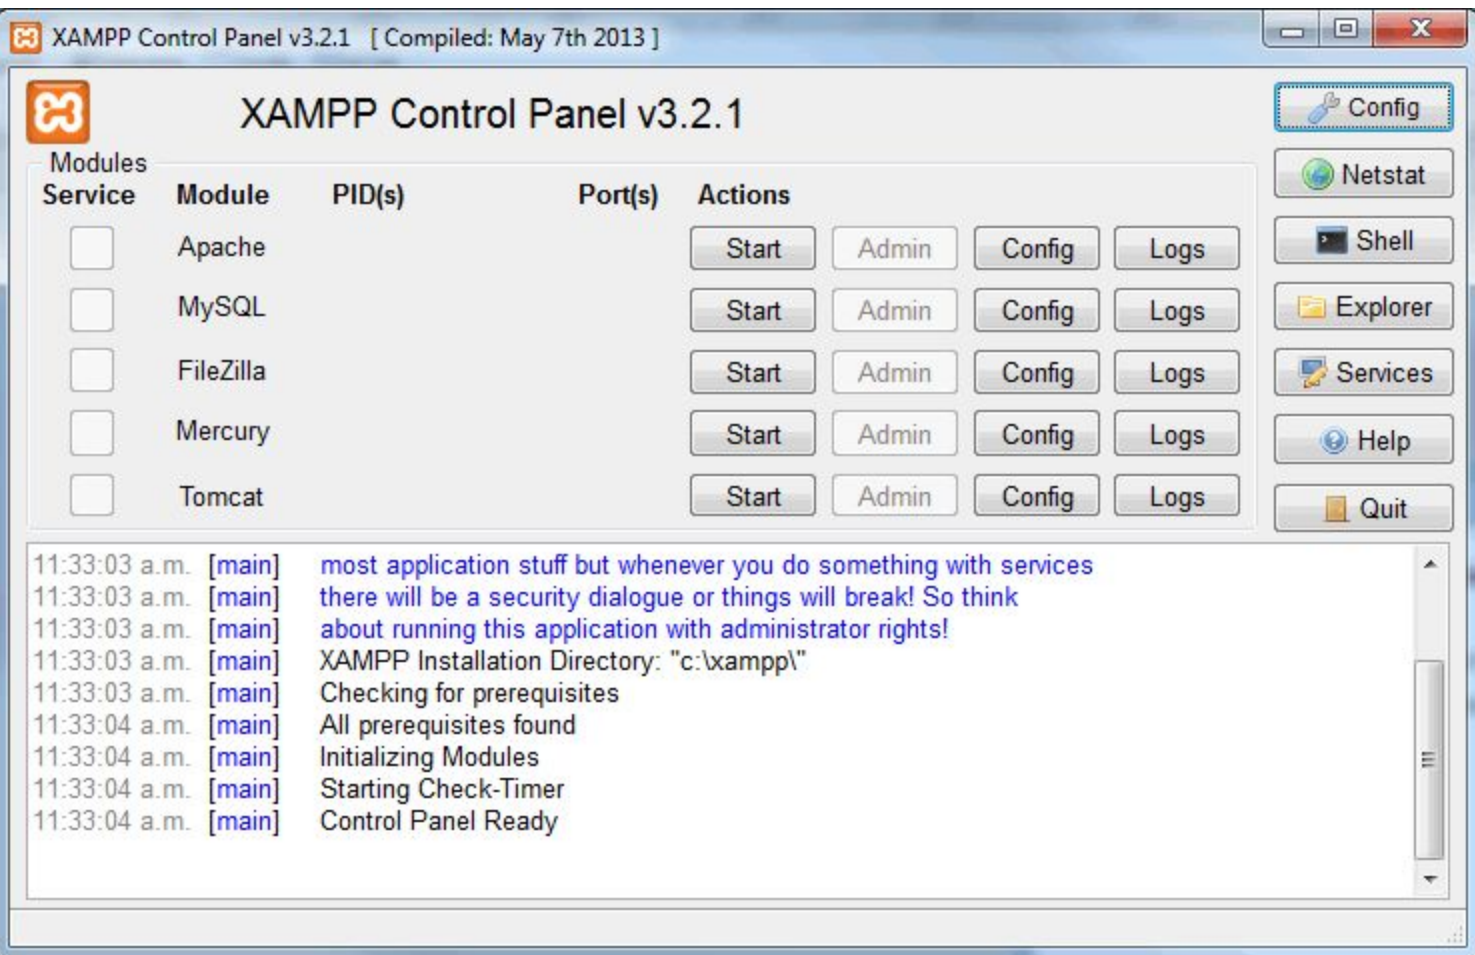 XAMPP Control Panel v3.2.1 [ Compiled: May 7th 2013 ]
XAMPP Control Panel v3.2.1
Config
Modules
Service Module PID(s) Port(s) Actions
Netstat
Apache Start Admin Config Logs
Shell
MySQL Start Admin Config Logs
Explorer
FileZilla Start Admin Config Logs
Services
Mercury Start Admin Config Logs
Help
Tomcat Start Admin Config Logs
Quit
11:33:03 a.m. [main] most application stuff but whenever you do something with services
11:33:03 a.m. [main] there will be a security dialogue or things will break! So think
11:33:03 a.m. [main] about running this application with administrator rights!
11:33:03 a.m. [main] XAMPP Installation Directory: "c:\xampp\"
11:33:03 a.m. [main] Checking for prerequisites
11:33:04 a.m. [main] All prerequisites found
11:33:04 a.m. [main] Initializing Modules
11:33:04 a.m. [main] Starting Check-Timer
11:33:04 a.m. [main] Control Panel Ready